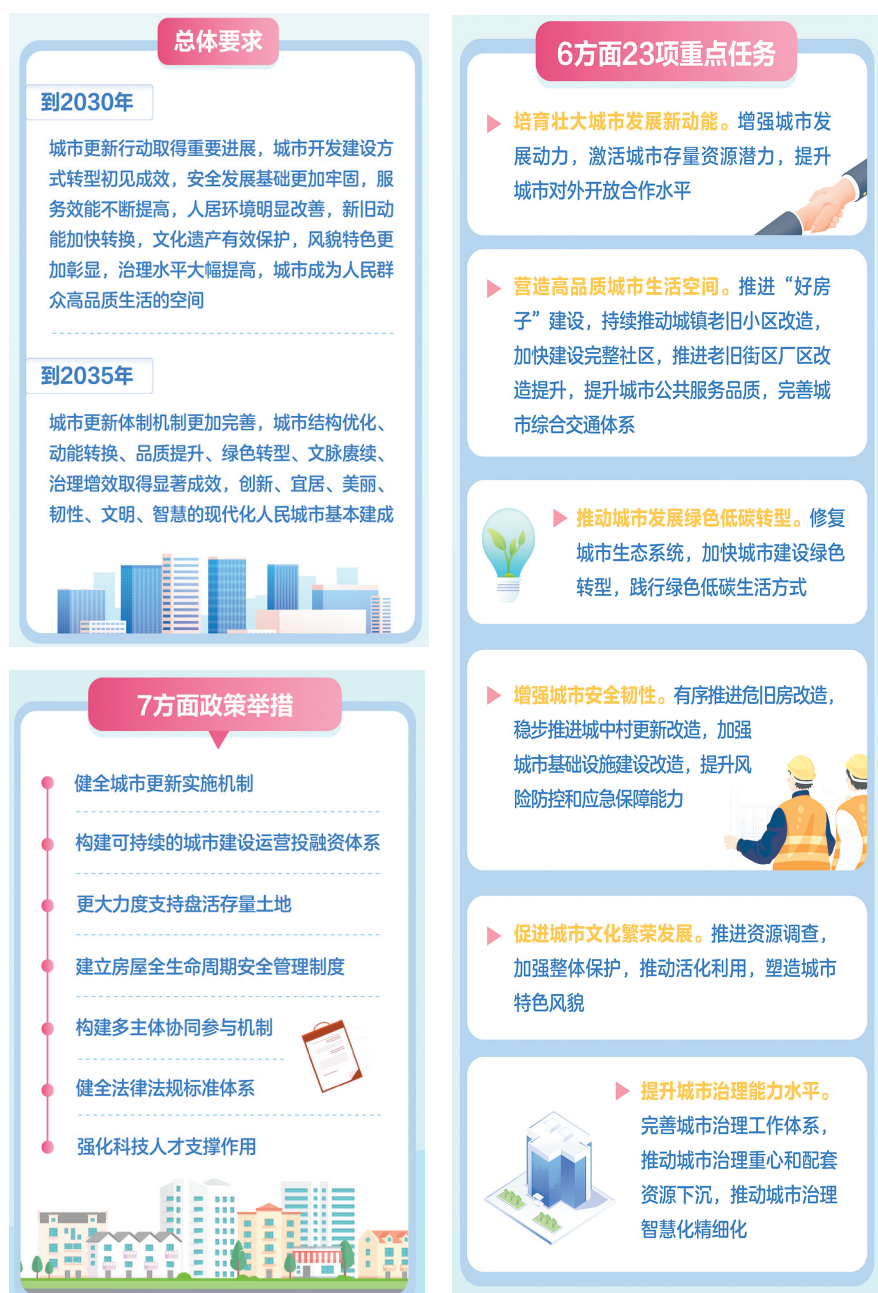 总体要求
到2030年
城市更新行动取得重要进展，城市开发建设方
式转型初见成效，安全发展基础更加牢固，服
务效能不断提高，人居环境明显改善，新旧动
能加快转换，文化遗产有效保护，风貌特色更
加彰显，治理水平大幅提高，城市成为人民群
众高品质生活的空间
到2035年
城市更新体制机制更加完善，城市结构优化、
动能转换、品质提升、绿色转型、文脉赓续、
治理增效取得显著成效，创新、宜居、美丽、
韧性、文明、智慧的现代化人民城市基本建成
7方面政策举措
健全城市更新实施机制
构建可持续的城市建设运营投融资体系
更大力度支持盘活存量土地
建立房屋全生命周期安全管理制度
构建多主体协同参与机制
健全法律法规标准体系
强化科技人才支撑作用
6方面23项重点任务
培育壮大城市发展新动能。增强城市发
展动力，激活城市存量资源潜力，提升
城市对外开放合作水平
营造高品质城市生活空间。推进“好房
子”建设，持续推动城镇老旧小区改造，
加快建设完整社区，推进老旧街区厂区改
造提升，提升城市公共服务品质，完善城
市综合交通体系
推动城市发展绿色低碳转型。修复
城市生态系统，加快城市建设绿色
转型，践行绿色低碳生活方式
增强城市安全韧性。有序推进危旧房改造，
稳步推进城中村更新改造，加强
城市基础设施建设改造，提升风
险防控和应急保障能力
促进城市文化繁荣发展。推进资源调查，
加强整体保护，推动活化利用，塑造城市
特色风貌
提升城市治理能力水平。
完善城市治理工作体系，
推动城市治理重心和配套
资源下沉，推动城市治理
智慧化精细化